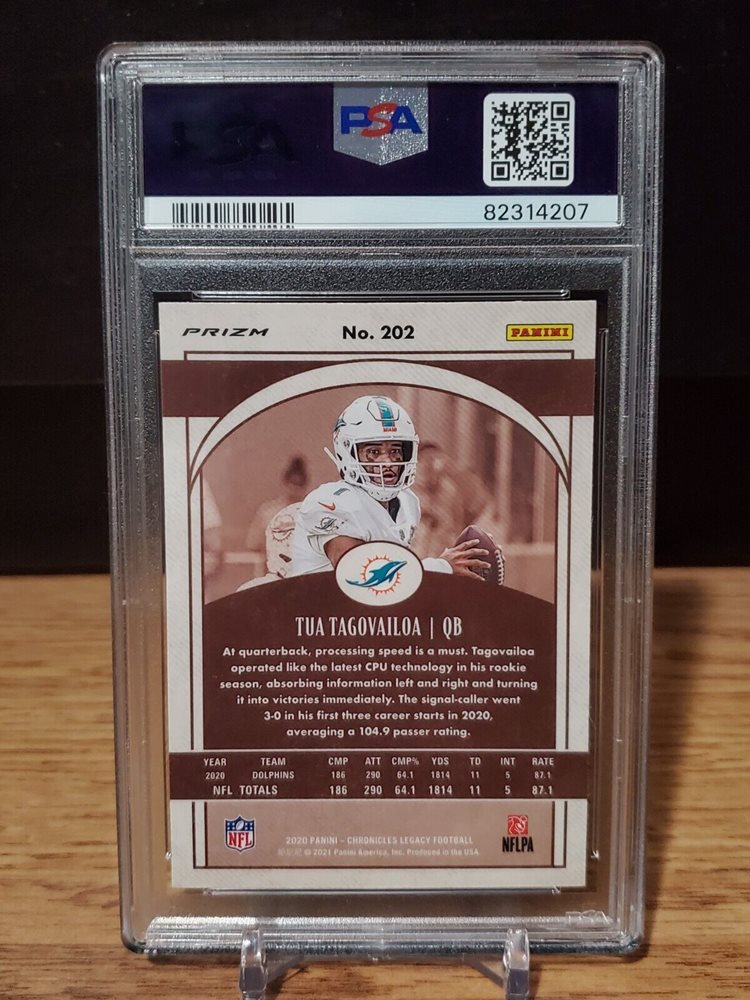 PSA
82314207
PRIZM No. 202 PANINI
MIAMI
1
TUA TAGOVAILOA | QB
At quarterback, processing speed is a must. Tagovailoa
operated like the latest CPU technology in his rookie
season, absorbing information left and right and turning
it into victories immediately. The signal-caller went
3-0 in his first three career starts in 2020,
averaging a 104.9 passer rating.
YEAR TEAM CMP ATT CMP% YDS TD INT RATE
2020 DOLPHINS 186 290 64.1 1814 11 5 87.1
NFL TOTALS 186 290 64.1 1814 11 5 87.1
NFL
NFLPA
2020 PANINI – CHRONICLES LEGACY FOOTBALL
© 2021 Panini America, Inc. Produced in the USA.